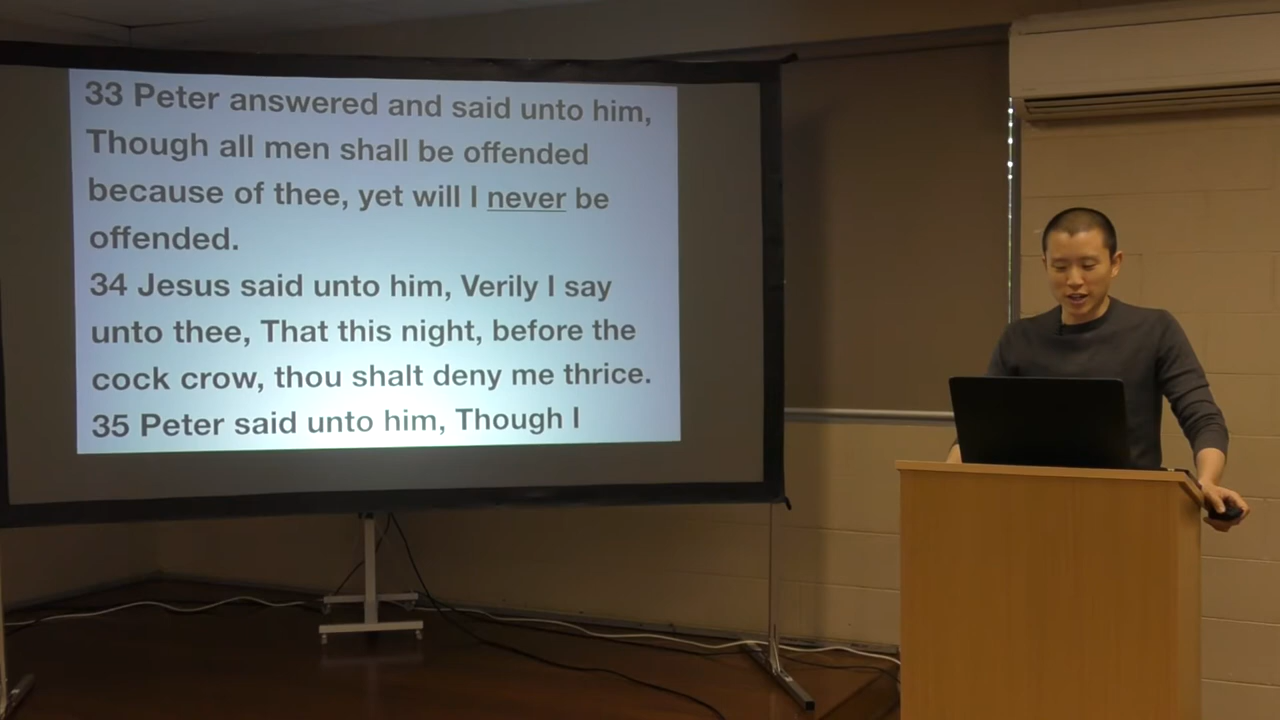 33 Peter answered and said unto him,
Though all men shall be offended
because of thee, yet will I never be
offended.
34 Jesus said unto him, Verily I say
unto thee, That this night, before the
cock crow, thou shalt deny me thrice.
35 Peter said unto him, Though I